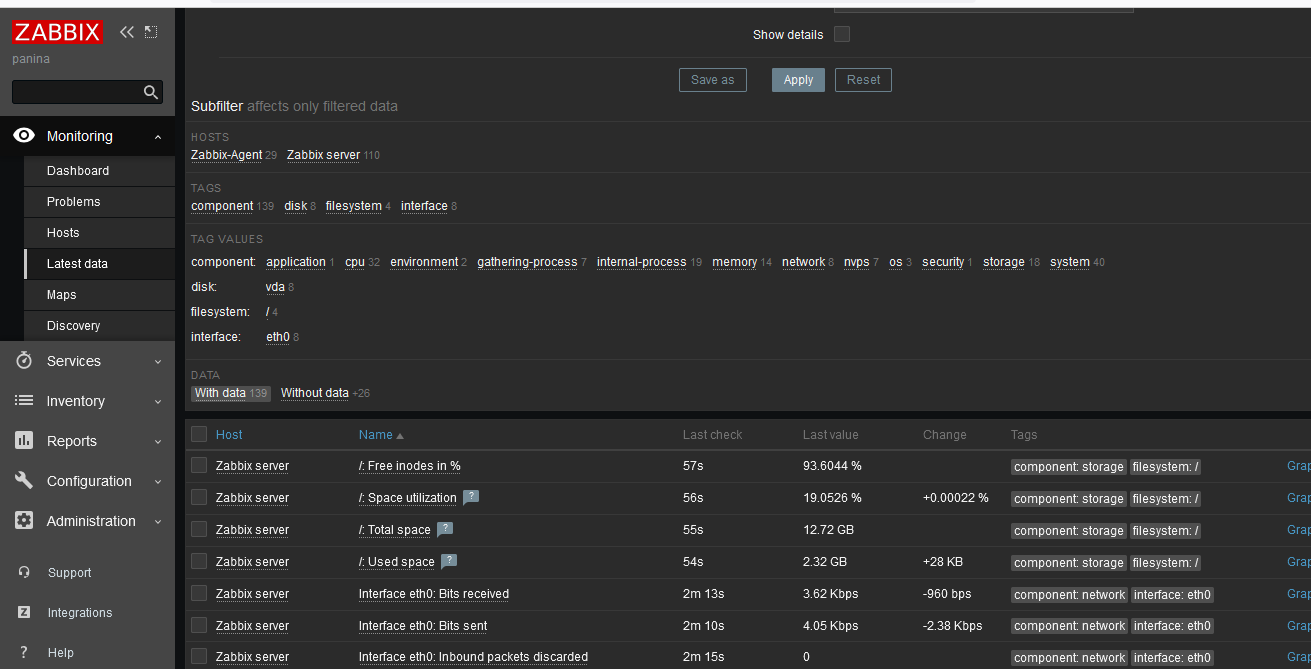 ZABBIX
panina
Monitoring
Dashboard
Problems
Hosts
Latest data
Maps
Discovery
Services
Inventory
Reports
Configuration
Administration
Support
Z Integrations
? Help
Show details
Save as Apply Reset
Subfilter affects only filtered data
HOSTS
Zabbix-Agent 29 Zabbix server 110
TAGS
component 139 disk 8 filesystem 4 interface 8
TAG VALUES
component: application 1 cpu 32 environment 2 gathering-process 7 internal-process 19 memory 14 network 8 nvps 7 os 3 security 1 storage 18 system 40
disk: vda 8
filesystem: / 4
interface: eth0 8
DATA
With data 139 Without data +26
Host Name Last check Last value Change Tags
Zabbix server /: Free inodes in % 57s 93.6044 % component: storage filesystem: / Grap
Zabbix server /: Space utilization ? 56s 19.0526 % +0.00022 % component: storage filesystem: / Grap
Zabbix server /: Total space ? 55s 12.72 GB component: storage filesystem: / Grap
Zabbix server /: Used space ? 54s 2.32 GB +28 KB component: storage filesystem: / Grap
Zabbix server Interface eth0: Bits received 2m 13s 3.62 Kbps -960 bps component: network interface: eth0 Grap
Zabbix server Interface eth0: Bits sent 2m 10s 4.05 Kbps -2.38 Kbps component: network interface: eth0 Grap
Zabbix server Interface eth0: Inbound packets discarded 2m 15s 0 component: network interface: eth0 Grap